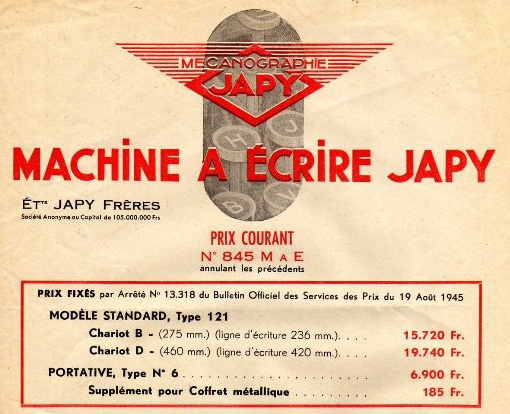 MECANOGRAPHIE
JAPY
MACHINE A ÉCRIRE JAPY
ÉTTS JAPY FRÈRES
Société Anonyme au Capital de 105.000.000 Frs
PRIX COURANT
N° 845 M A E
annulant les précédents
PRIX FIXÉS par Arrêté N° 13.318 du Bulletin Officiel des Services des Prix du 19 Août 1945
MODÈLE STANDARD, Type 121
Chariot B - (275 mm.) (ligne d'écriture 236 mm.). . . . 15.720 Fr.
Chariot D - (460 mm.) (ligne d'écriture 420 mm.). . . . 19.740 Fr.
PORTATIVE, Type N° 6 . . . . . . . . . . . . . . . . . . . . . . . . 6.900 Fr.
Supplément pour Coffret métallique . . . . . . . . . 185 Fr.